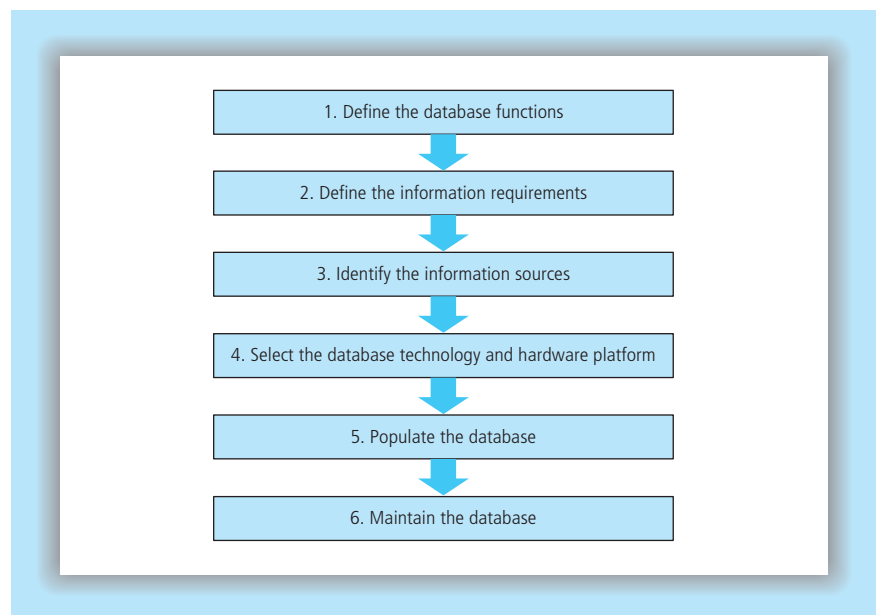 1. Define the database functions
2. Define the information requirements
3. Identify the information sources
4. Select the database technology and hardware platform
5. Populate the database
6. Maintain the database